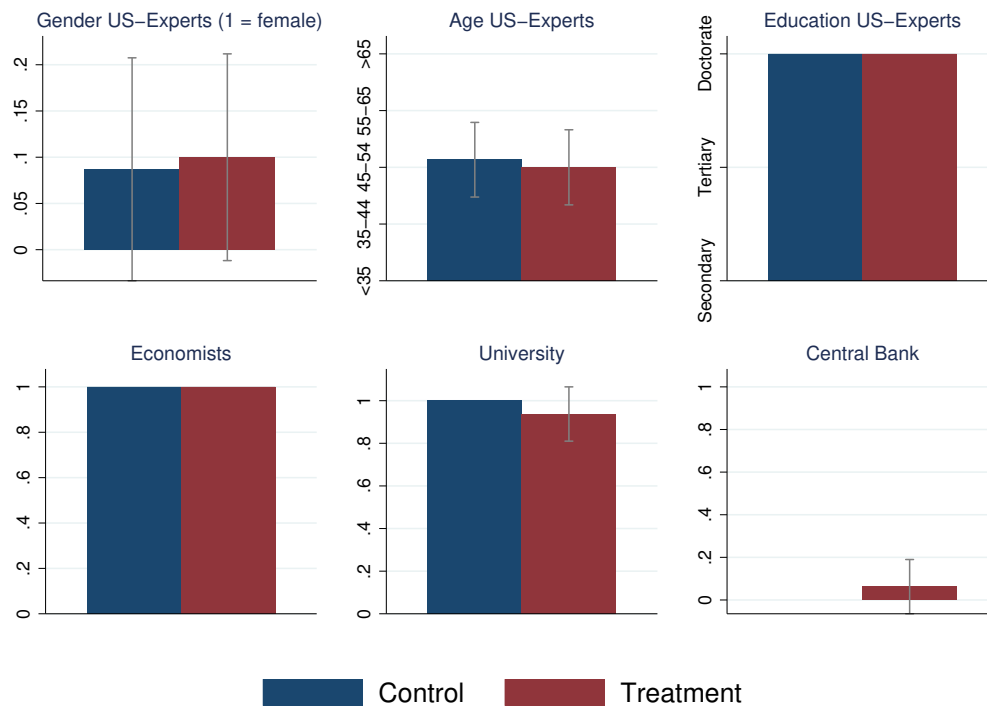 Gender US−Experts (1 = female)
.2
.15
.1
.05
0
Age US−Experts
>65
55−65
45−54
35−44
<35
Education US−Experts
Doctorate
Tertiary
Secondary
Economists
1
.8
.6
.4
.2
0
University
1
.8
.6
.4
.2
0
Central Bank
1
.8
.6
.4
.2
0
Control
Treatment